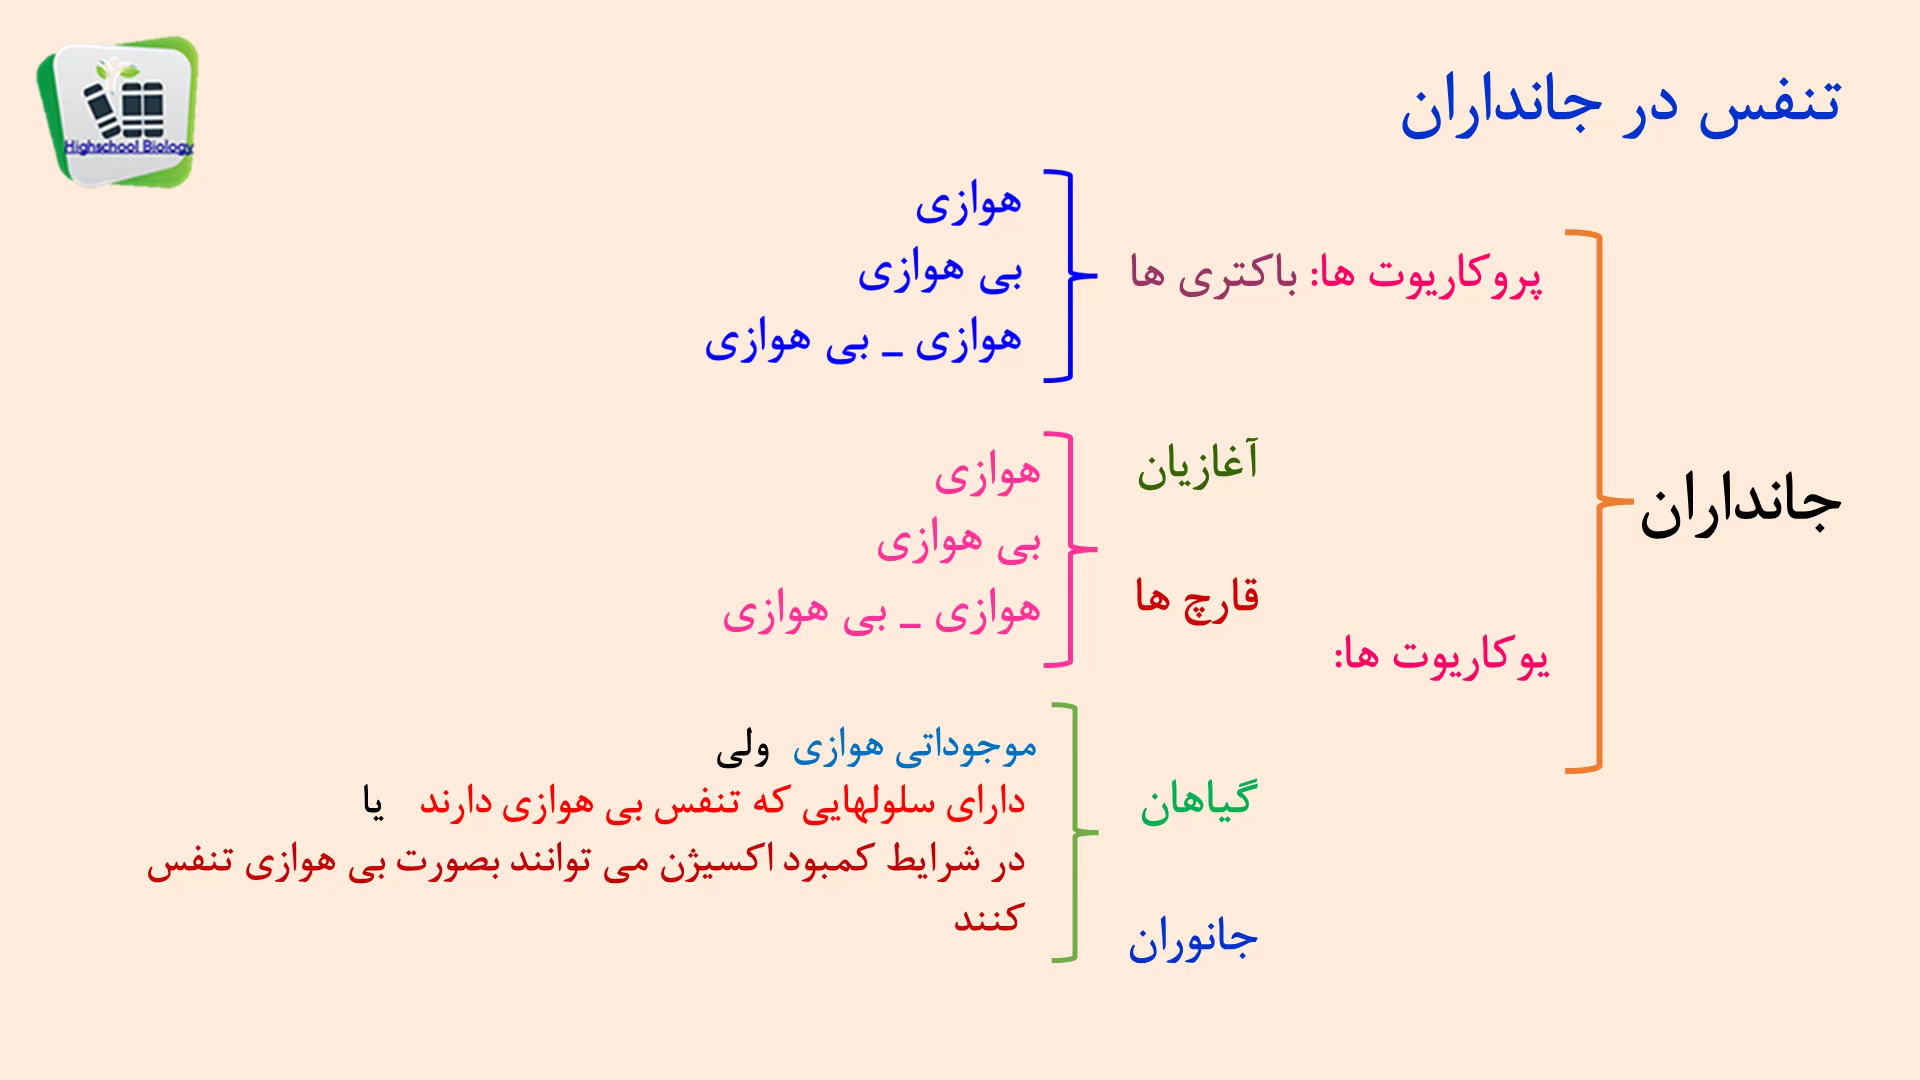 تنفس در جانداران
Highschool Biology
جانداران
پروکاریوت ها: باکتری ها
هوازی
بی هوازی
هوازی _ بی هوازی
یوکاریوت ها:
آغازیان
قارچ ها
هوازی
بی هوازی
هوازی _ بی هوازی
گیاهان
جانوران
موجوداتی هوازی ولی
دارای سلولهایی که تنفس بی هوازی دارند یا
در شرایط کمبود اکسیژن می توانند بصورت بی هوازی تنفس
کنند